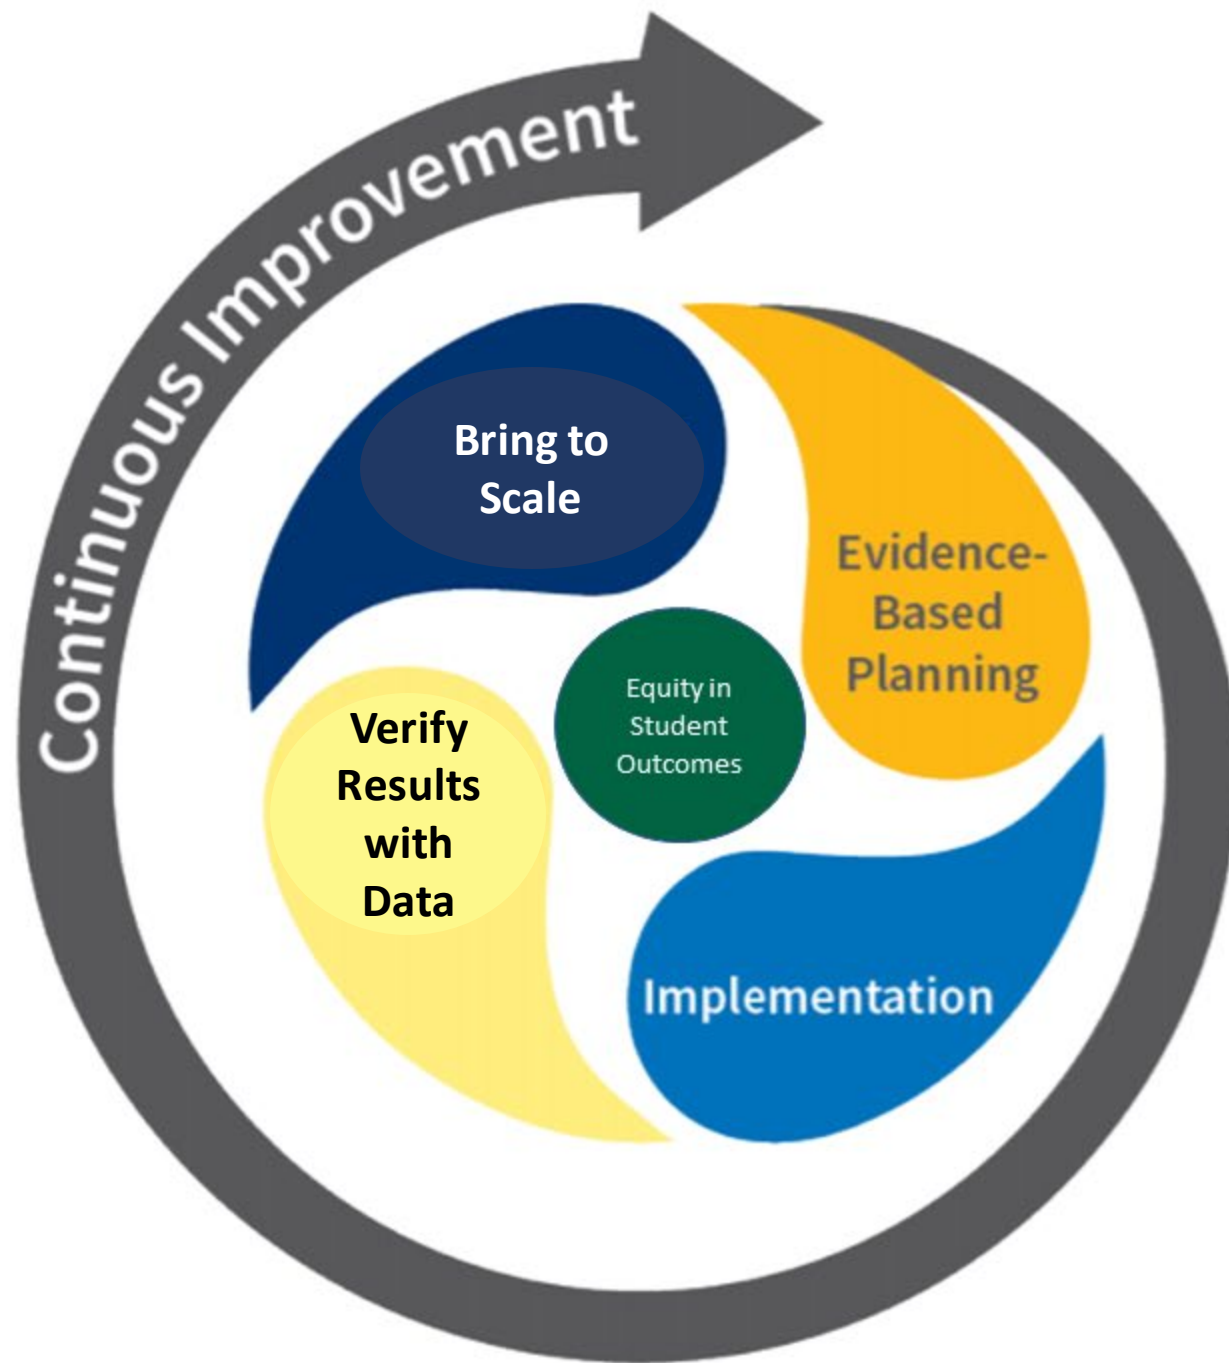 Continuous Improvement
Bring to
Scale
Evidence-
Based
Planning
Equity in
Student
Outcomes
Verify
Results
with
Data
Implementation